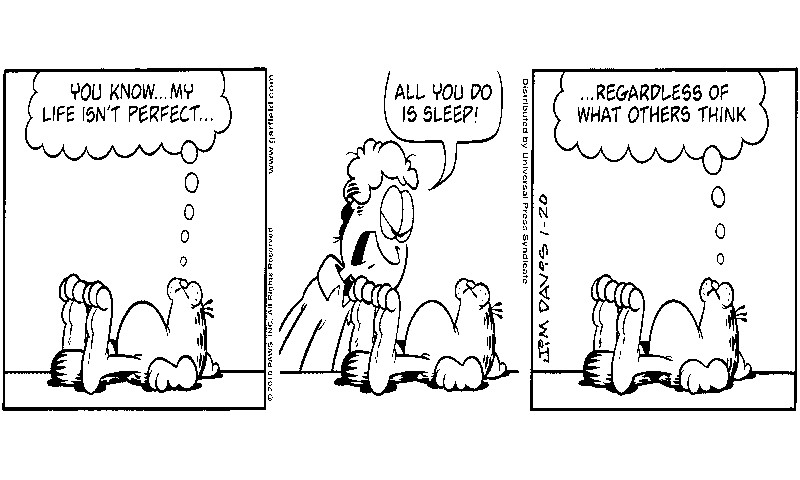 YOU KNOW...MY
LIFE ISN'T PERFECT...
www.garfield.com
© 2010 PAWS, INC. All Rights Reserved
ALL YOU DO
IS SLEEP!
Distributed by Universal Press Syndicate
...REGARDLESS OF
WHAT OTHERS THINK
JIM DAVIS 1-20